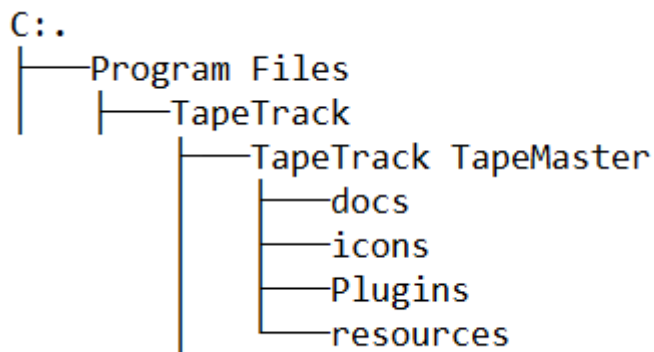 C:.
Program Files
TapeTrack
TapeTrack TapeMaster
docs
icons
Plugins
resources